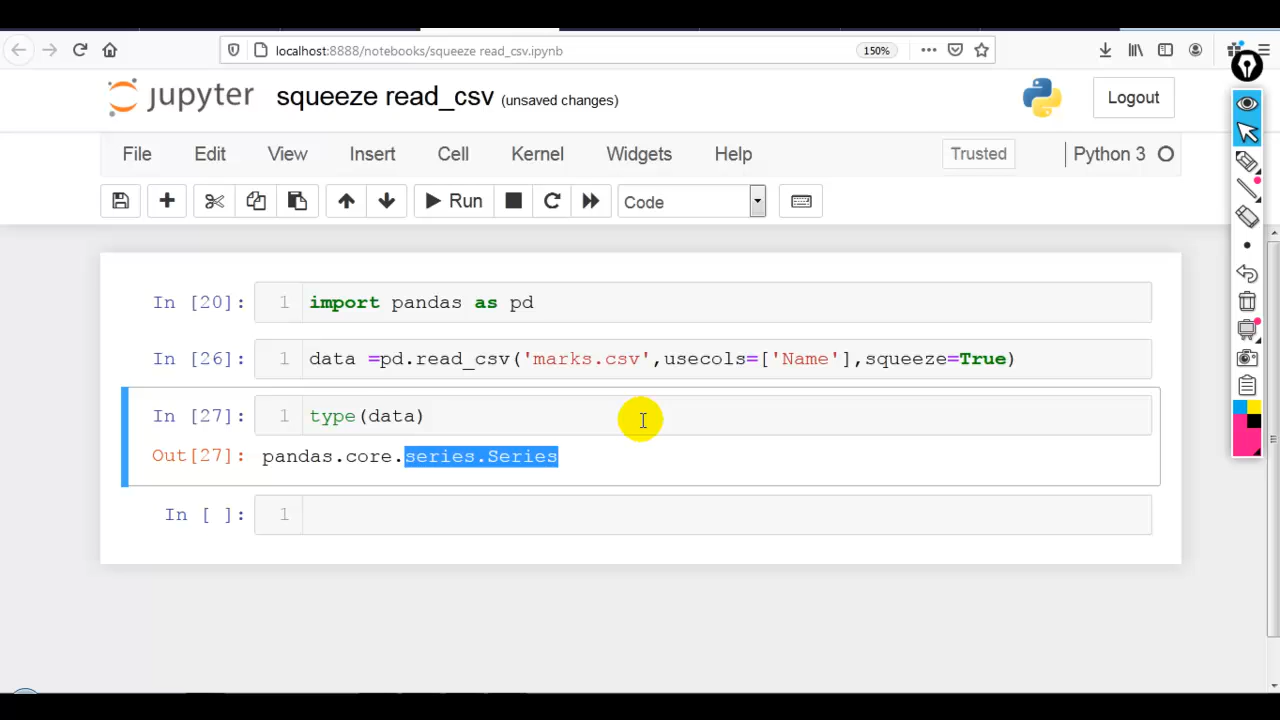 localhost:8888/notebooks/squeeze read_csv.ipynb 150%
jupyter squeeze read_csv (unsaved changes) Logout
File Edit View Insert Cell Kernel Widgets Help Trusted Python 3
Run Code
In [20]: 1 import pandas as pd
In [26]: 1 data =pd.read_csv('marks.csv',usecols=['Name'],squeeze=True)
In [27]: 1 type(data)
Out[27]: pandas.core.series.Series
In [ ]: 1